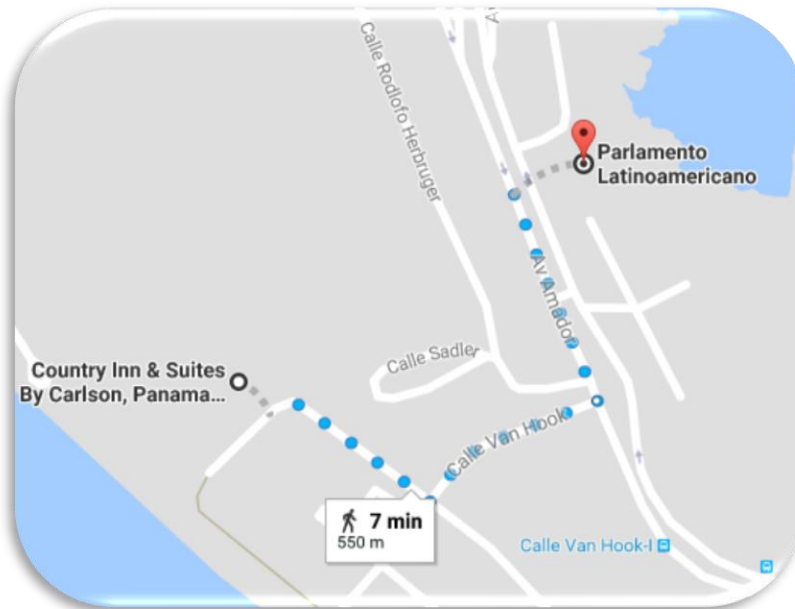 Calle Rodlofo Herbruger
Parlamento
Latinoamericano
Av Amador
Calle Sadler
Country Inn & Suites
By Carlson, Panama...
Calle Van Hook
7 min
550 m
Calle Van Hook-I